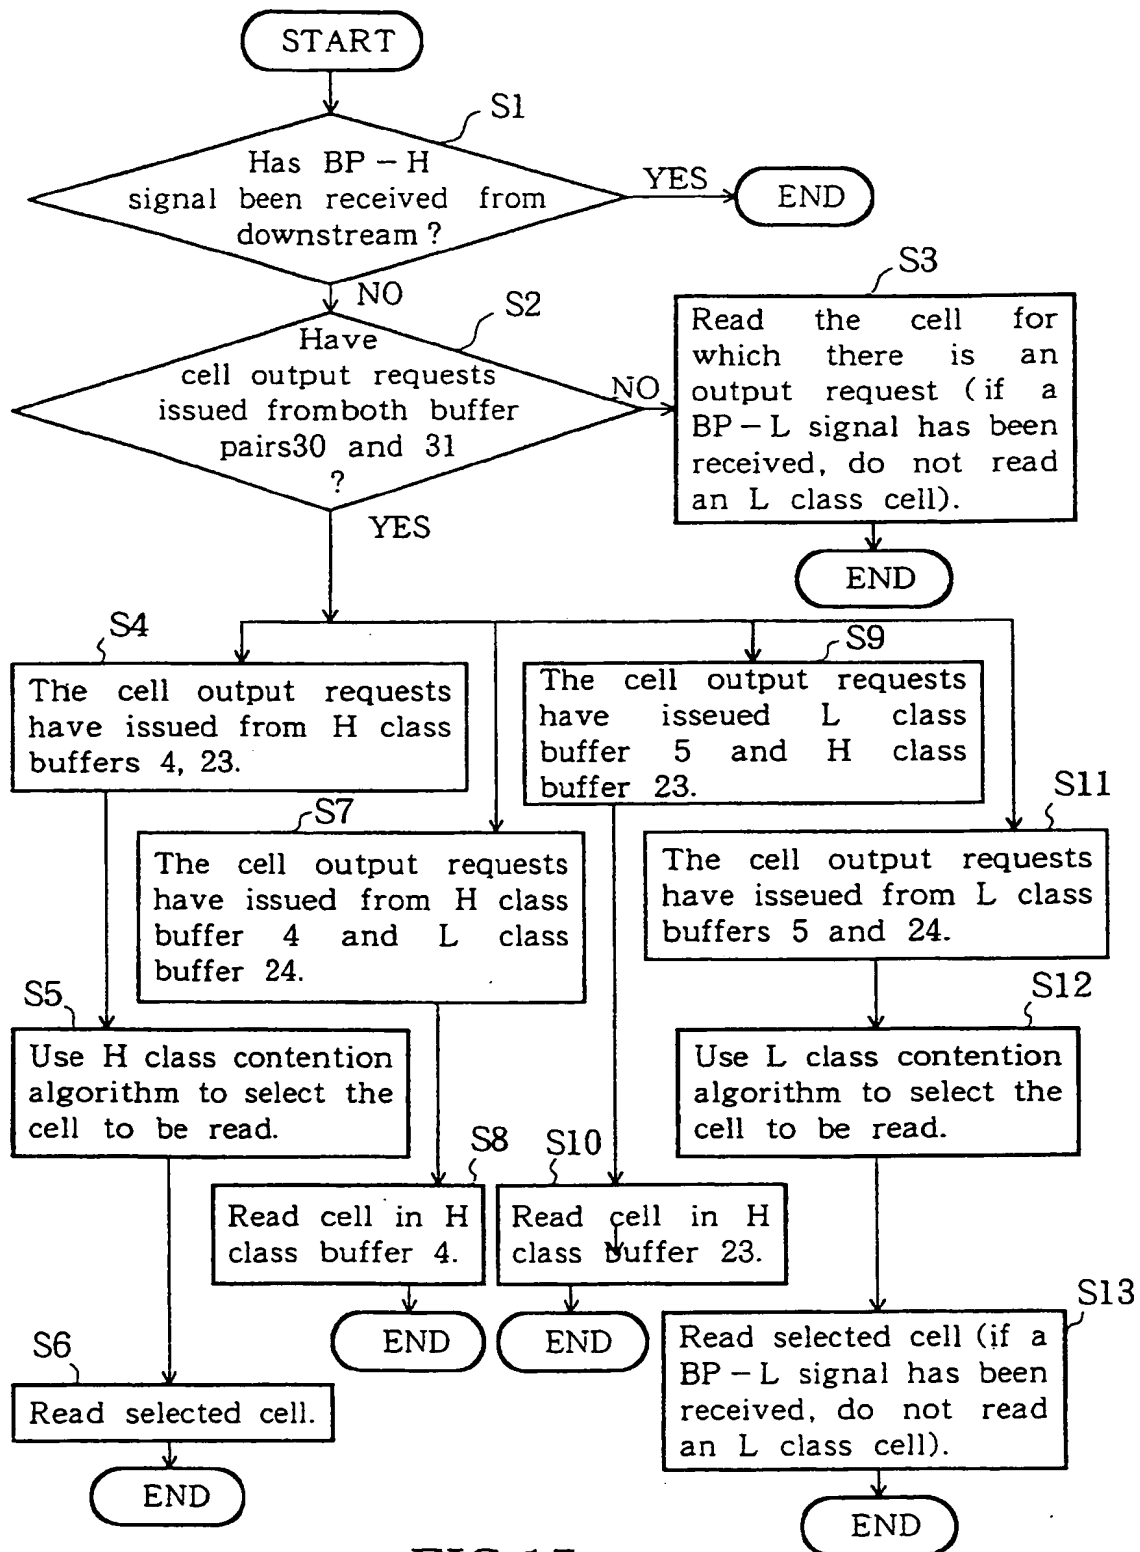 START
S1
Has BP-H
signal been received from
downstream?
YES
END
NO
S2
Have
cell output requests
issued fromboth buffer
pairs30 and 31
?
NO
S3
Read the cell for
which there is an
output request (if a
BP-L signal has been
received, do not read
an L class cell).
END
YES
S4
The cell output requests
have issued from H class
buffers 4, 23.
S9
The cell output requests
have isseued L class
buffer 5 and H class
buffer 23.
S7
The cell output requests
have issued from H class
buffer 4 and L class
buffer 24.
S11
The cell output requests
have isseued from L class
buffers 5 and 24.
S5
Use H class contention
algorithm to select the
cell to be read.
S12
Use L class contention
algorithm to select the
cell to be read.
S8
Read cell in H
class buffer 4.
END
S10
Read cell in H
class buffer 23.
END
S6
Read selected cell.
END
S13
Read selected cell (if a
BP-L signal has been
received, do not read
an L class cell).
END